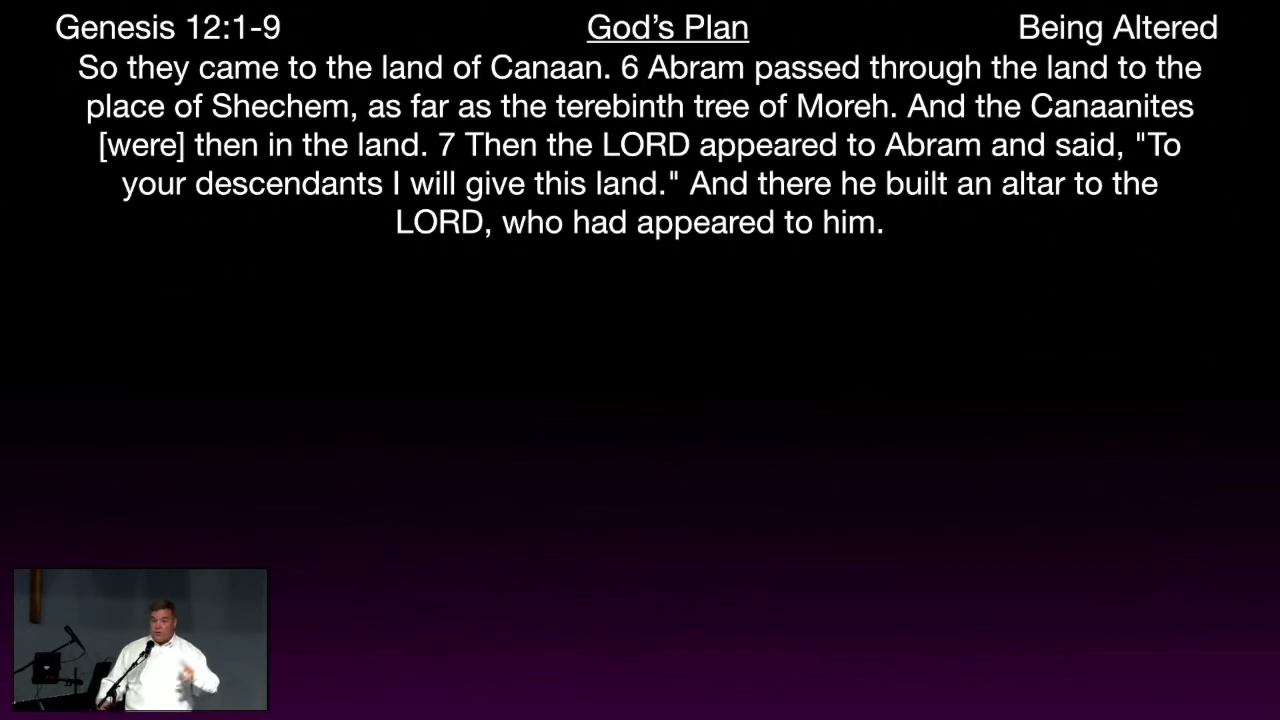 Genesis 12:1-9 God’s Plan Being Altered
So they came to the land of Canaan. 6 Abram passed through the land to the
place of Shechem, as far as the terebinth tree of Moreh. And the Canaanites
[were] then in the land. 7 Then the LORD appeared to Abram and said, "To
your descendants I will give this land." And there he built an altar to the
LORD, who had appeared to him.